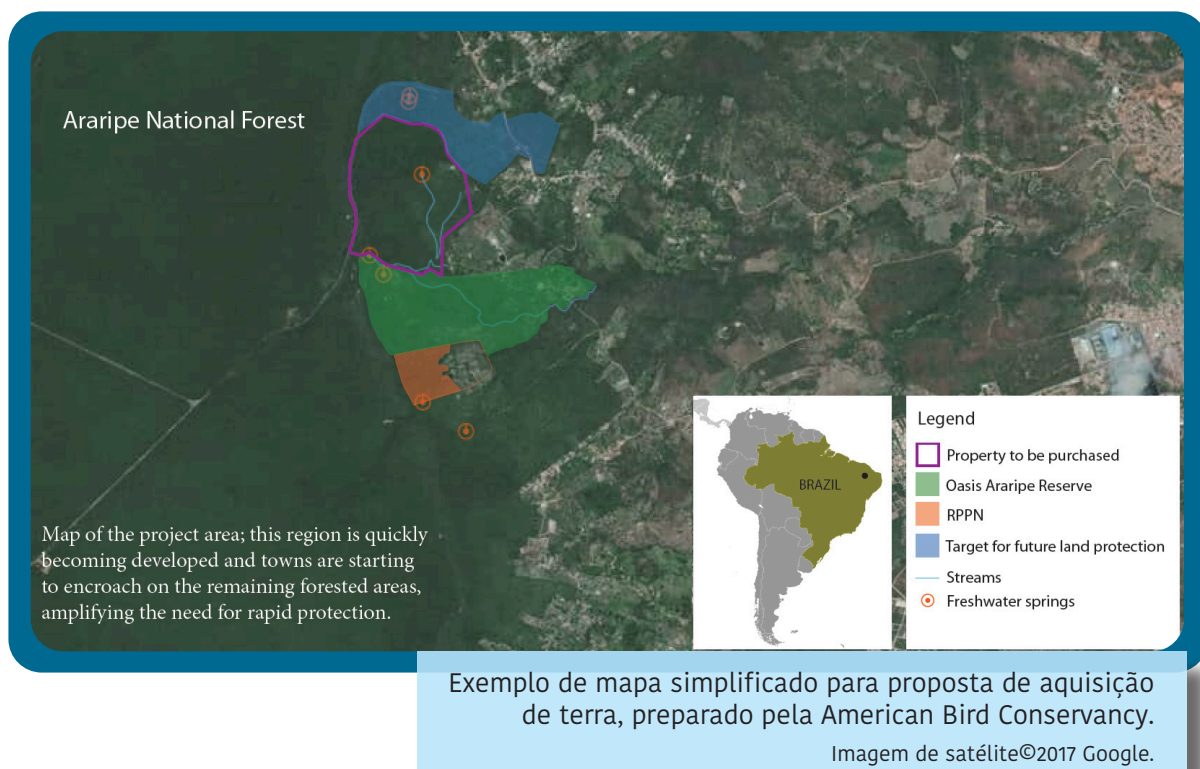 Araripe National Forest
Map of the project area; this region is quickly
becoming developed and towns are starting
to encroach on the remaining forested areas,
amplifying the need for rapid protection.
BRAZIL
Legend
Property to be purchased
Oasis Araripe Reserve
RPPN
Target for future land protection
Streams
Freshwater springs
Exemplo de mapa simplificado para proposta de aquisição
de terra, preparado pela American Bird Conservancy.
Imagem de satélite©2017 Google.